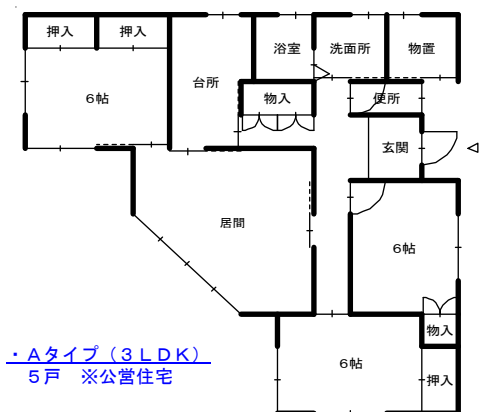 押入
押入
浴室
洗面所
物置
台所
6帖
物入
便所
玄関
居間
6帖
物入
6帖
押入
・Aタイプ（3LDK）
5戸 ※公営住宅